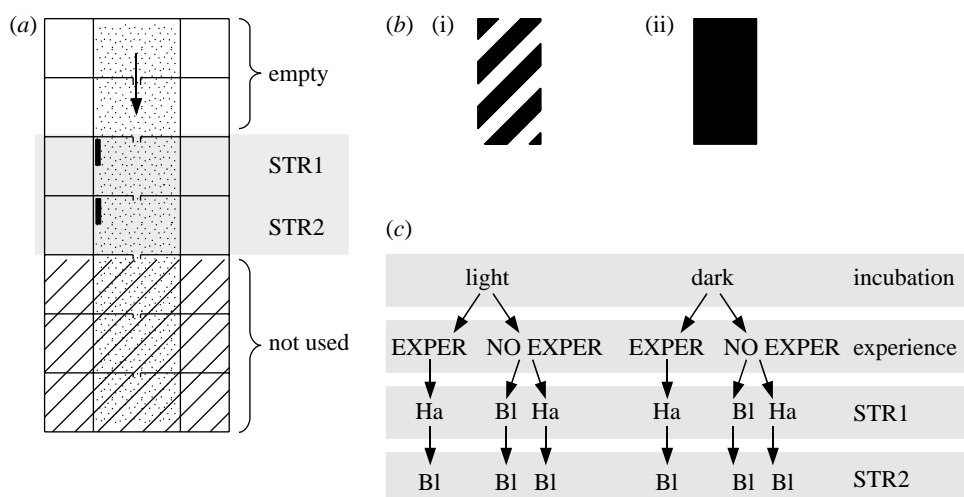 (a)
empty
STR1
STR2
not used
(b) (i) (ii)
(c)
light dark incubation
EXPER NO EXPER EXPER NO EXPER experience
Ha Bl Ha Ha Bl Ha STR1
Bl Bl Bl Bl Bl Bl STR2